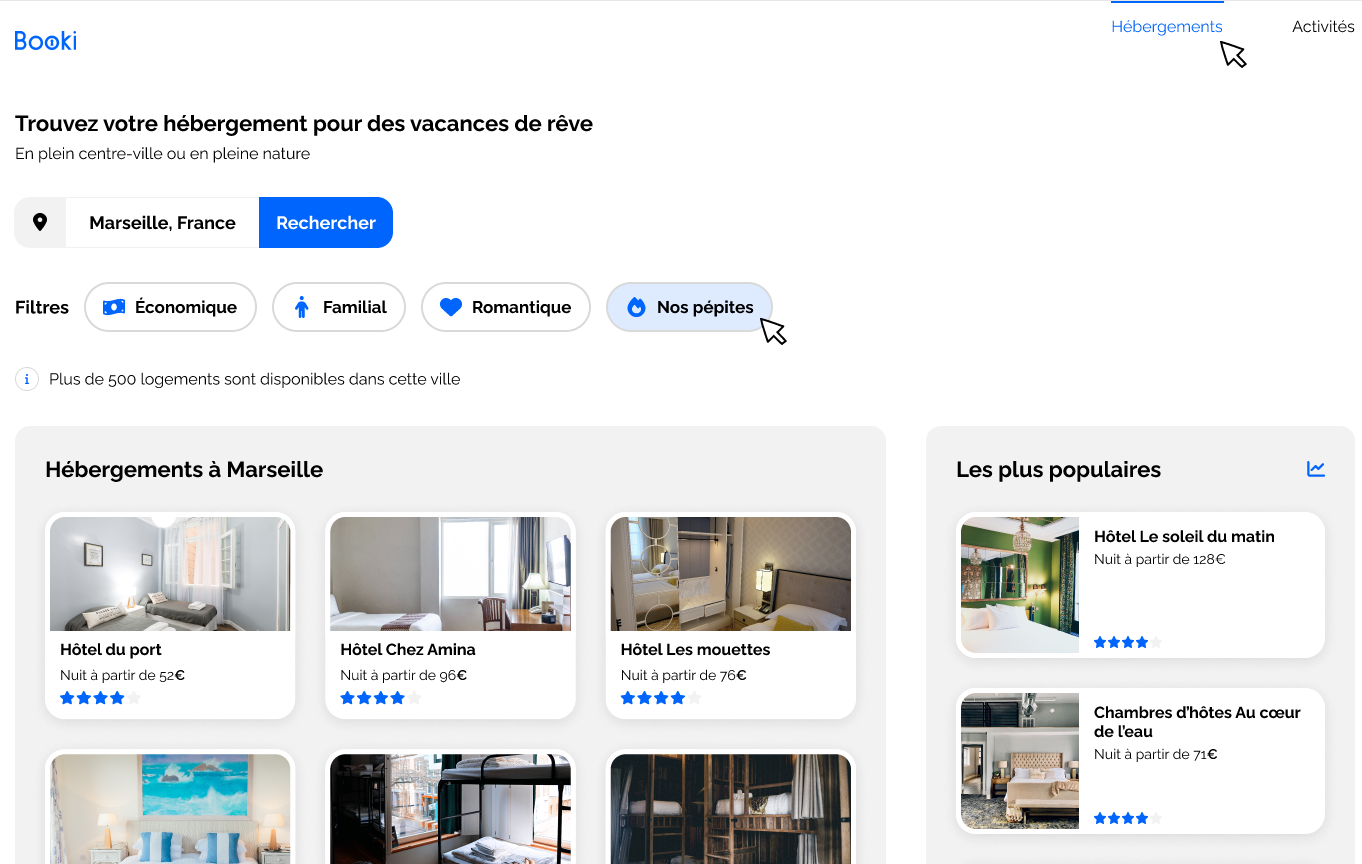 Booki
Hébergements
Activités
Trouvez votre hébergement pour des vacances de rêve
En plein centre-ville ou en pleine nature
Marseille, France
Rechercher
Filtres
Économique
Familial
Romantique
Nos pépites
Plus de 500 logements sont disponibles dans cette ville
Hébergements à Marseille
Hôtel du port
Nuit à partir de 52€
Hôtel Chez Amina
Nuit à partir de 96€
Hôtel Les mouettes
Nuit à partir de 76€
Les plus populaires
Hôtel Le soleil du matin
Nuit à partir de 128€
Chambres d’hôtes Au cœur
de l’eau
Nuit à partir de 71€